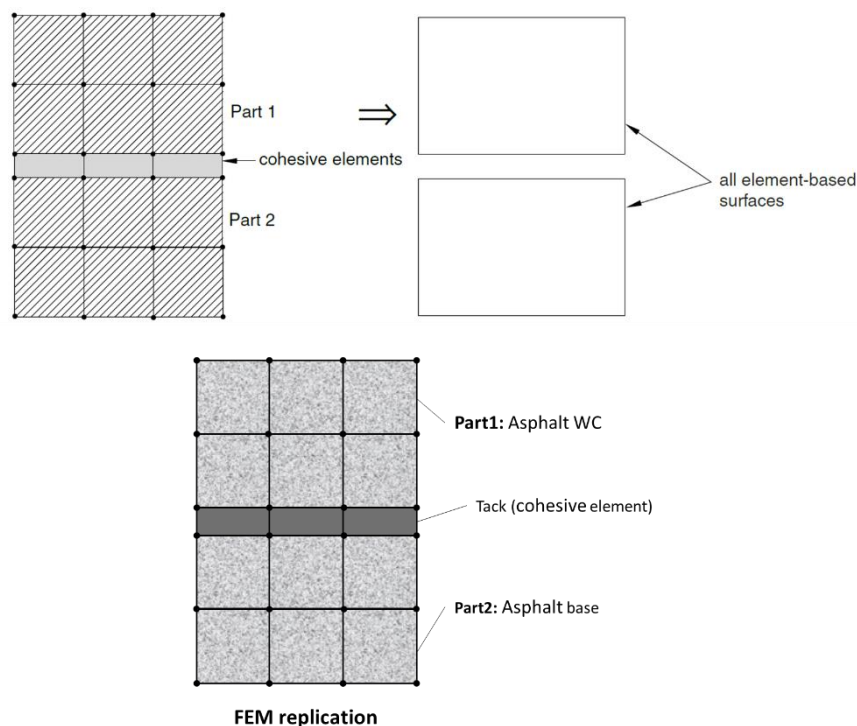 Part 1
cohesive elements
all element-based
surfaces
Part 2
Part1: Asphalt WC
Tack (cohesive element)
Part2: Asphalt base
FEM replication